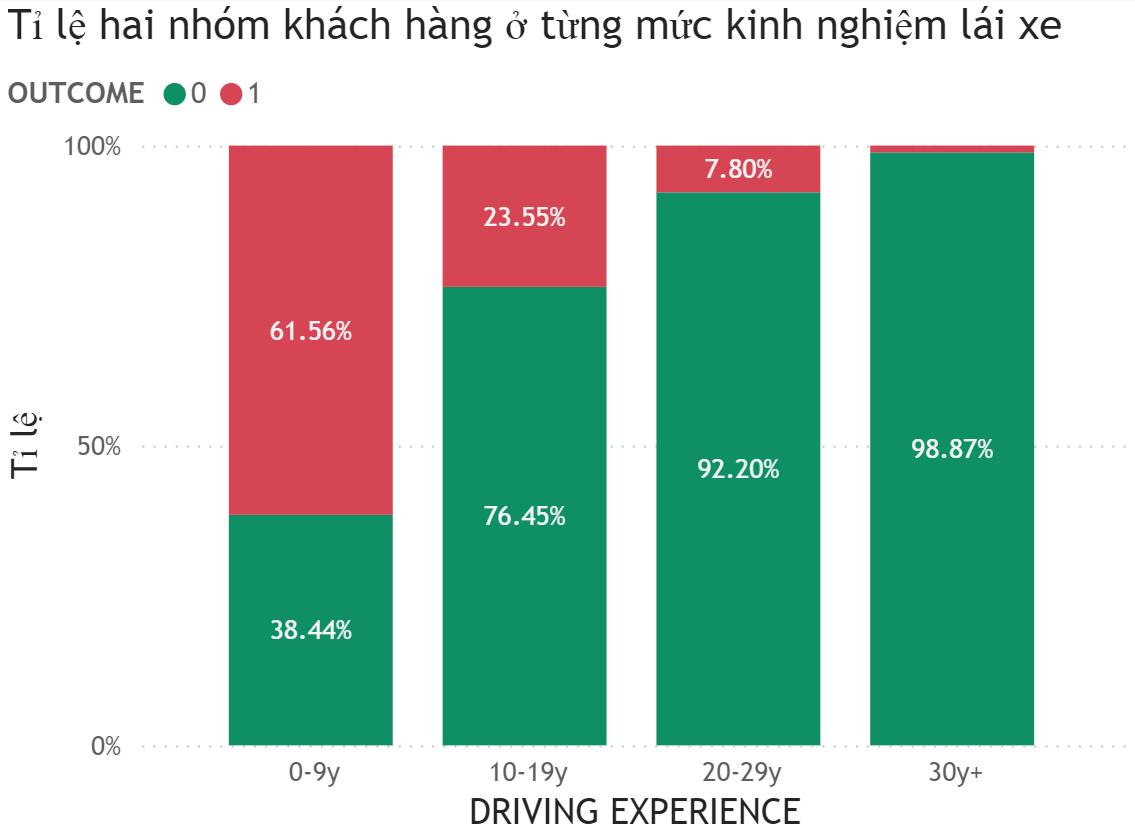 Tỉ lệ hai nhóm khách hàng ở từng mức kinh nghiệm lái xe
OUTCOME 0 1
100%
50%
0%
Tỉ lệ
61.56%
38.44%
23.55%
76.45%
7.80%
92.20%
98.87%
0-9y 10-19y 20-29y 30y+
DRIVING EXPERIENCE